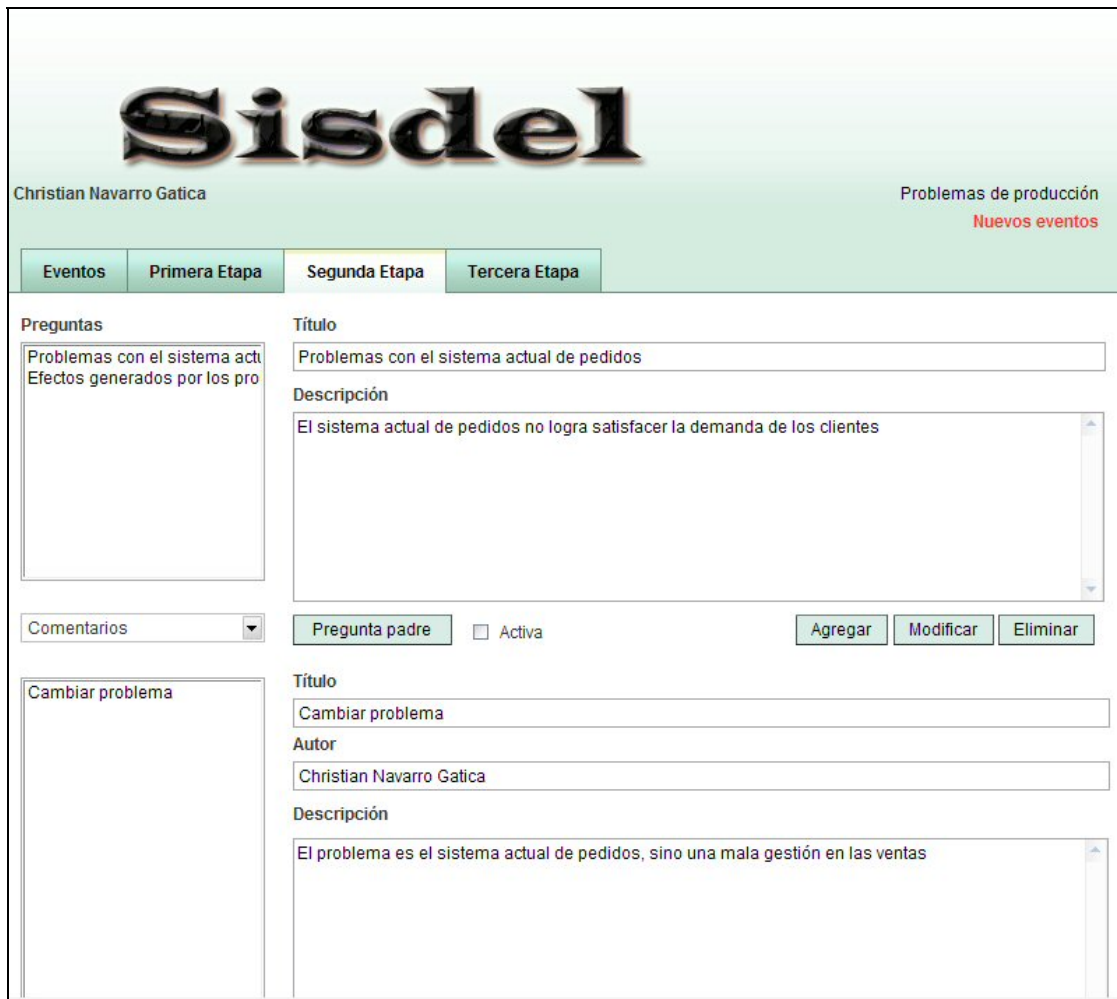 Sisdel
Christian Navarro Gatica
Problemas de producción
Nuevos eventos
Eventos
Primera Etapa
Segunda Etapa
Tercera Etapa
Preguntas
Problemas con el sistema actu
Efectos generados por los pro
Título
Problemas con el sistema actual de pedidos
Descripción
El sistema actual de pedidos no logra satisfacer la demanda de los clientes
Comentarios
Pregunta padre
Activa
Agregar
Modificar
Eliminar
Cambiar problema
Título
Cambiar problema
Autor
Christian Navarro Gatica
Descripción
El problema es el sistema actual de pedidos, sino una mala gestión en las ventas